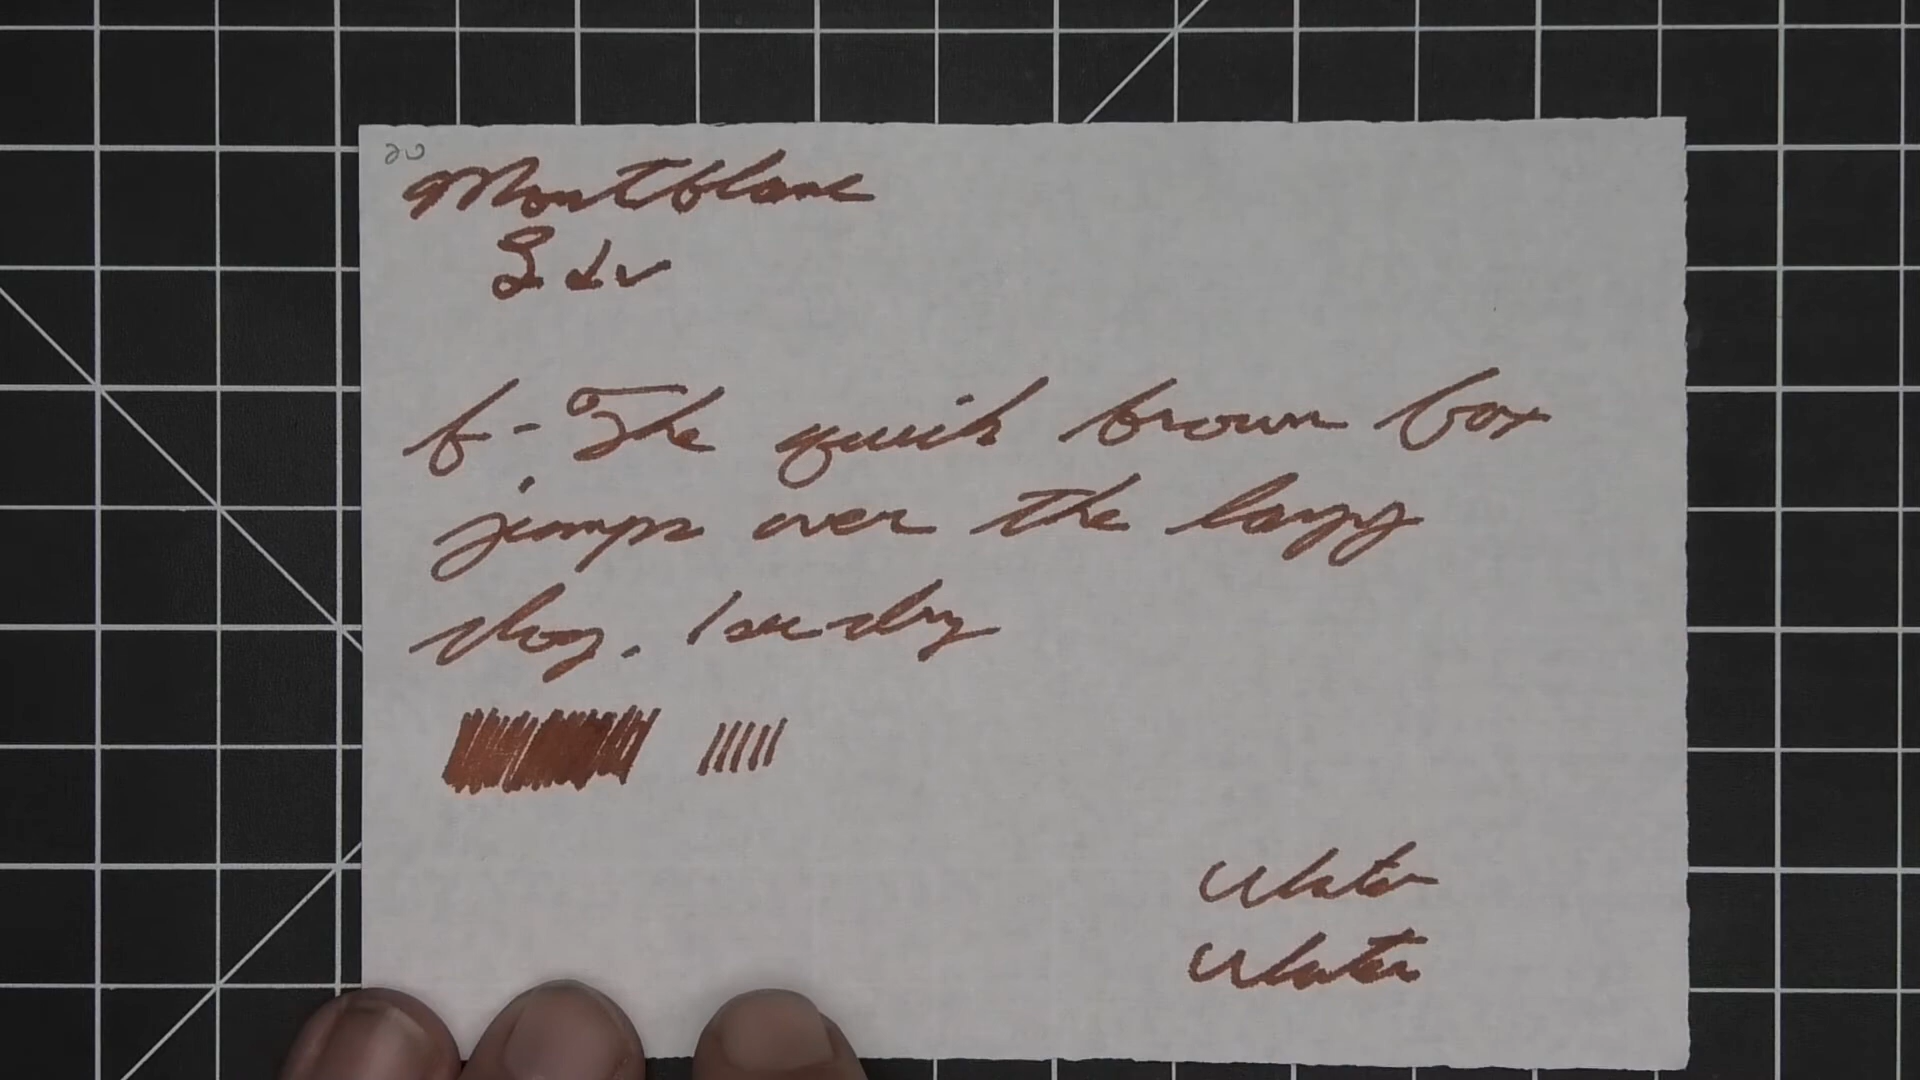 20
Montblanc
f- The quick brown fox
jumps over the lazy
dog. 1 sec dry
Water
Water